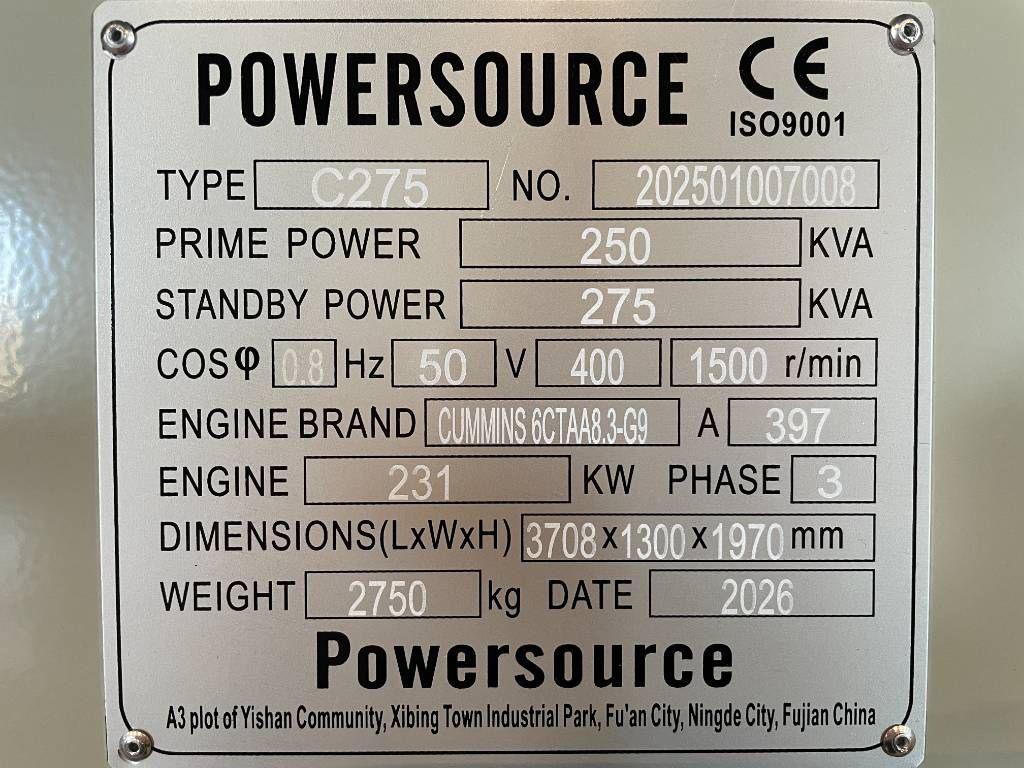 POWERSOURCE CE
ISO9001
TYPE C275 NO. 202501007008
PRIME POWER 250 KVA
STANDBY POWER 275 KVA
COSφ 0.8 Hz 50 V 400 1500 r/min
ENGINE BRAND CUMMINS 6CTAA8.3-G9 A 397
ENGINE 231 KW PHASE 3
DIMENSIONS(LxWxH) 3708x1300x1970 mm
WEIGHT 2750 kg DATE 2026
Powersource
A3 plot of Yishan Community, Xibing Town Industrial Park, Fu'an City, Ningde City, Fujian China